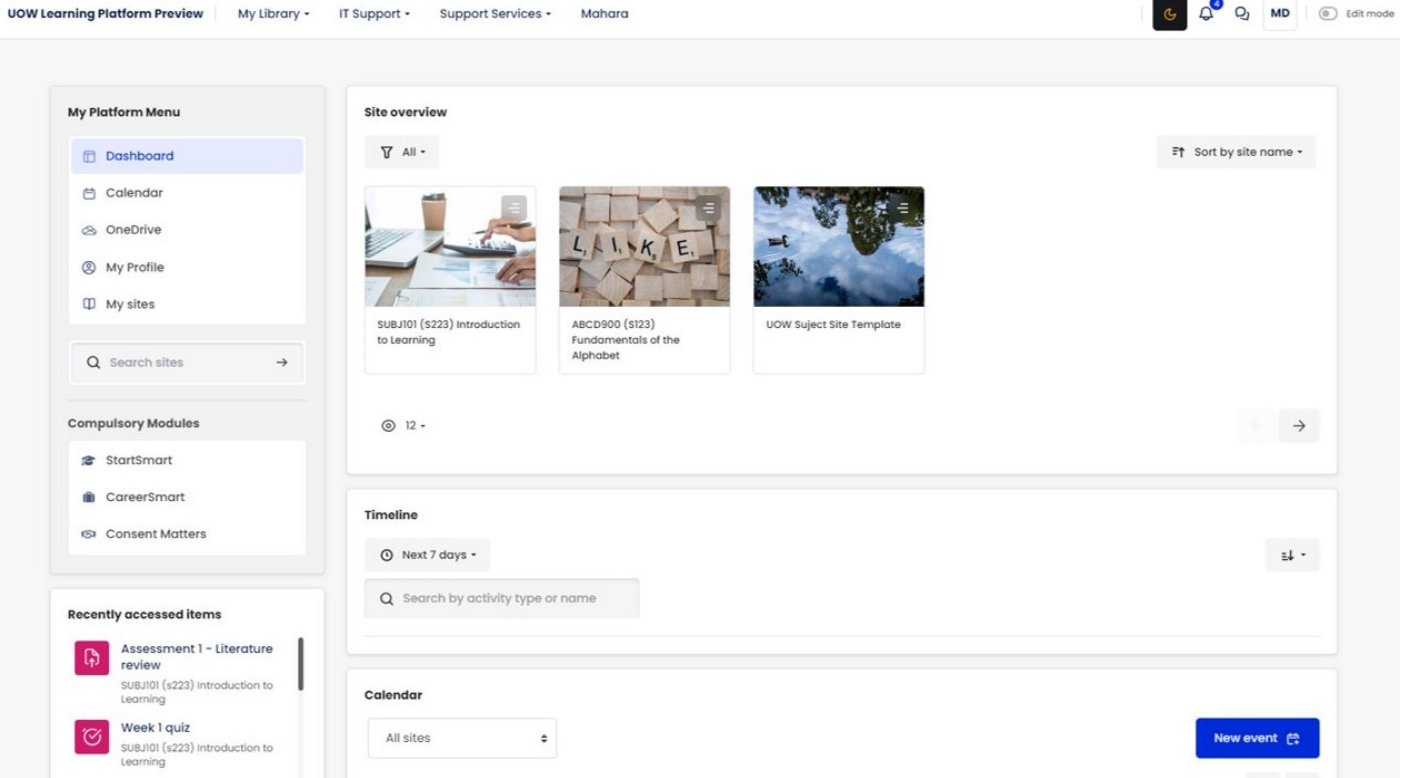 UOW Learning Platform Preview
My Library
IT Support
Support Services
Mahara
4
MD
Edit mode
My Platform Menu
Dashboard
Calendar
OneDrive
My Profile
My sites
Search sites
Compulsory Modules
StartSmart
CareerSmart
Consent Matters
Recently accessed items
Assessment 1 - Literature
review
SUBJ101 (s223) Introduction to
Learning
Week 1 quiz
SUBJ101 (s223) Introduction to
Learning
Site overview
All
Sort by site name
L I K E
SUBJ101 (S223) Introduction
to Learning
ABCD900 (S123)
Fundamentals of the
Alphabet
UOW Suject Site Template
12
Timeline
Next 7 days
Search by activity type or name
Calendar
All sites
New event